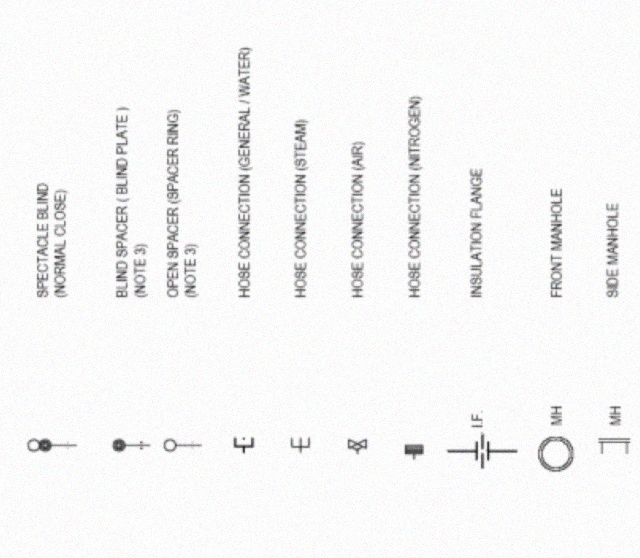 SPECTACLE BLIND
(NORMAL CLOSE)
BLIND SPACER ( BLIND PLATE )
(NOTE 3)
OPEN SPACER (SPACER RING)
(NOTE 3)
HOSE CONNECTION (GENERAL / WATER)
HOSE CONNECTION (STEAM)
HOSE CONNECTION (AIR)
HOSE CONNECTION (NITROGEN)
I.F.
INSULATION FLANGE
MH
FRONT MANHOLE
MH
SIDE MANHOLE